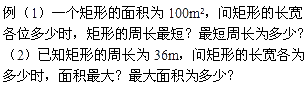 例（1）一个矩形的面积为100m²，问矩形的长宽
各位多少时，矩形的周长最短？最短周长为多少？
（2）已知矩形的周长为36m，问矩形的长宽各为
多少时，面积最大？最大面积为多少？